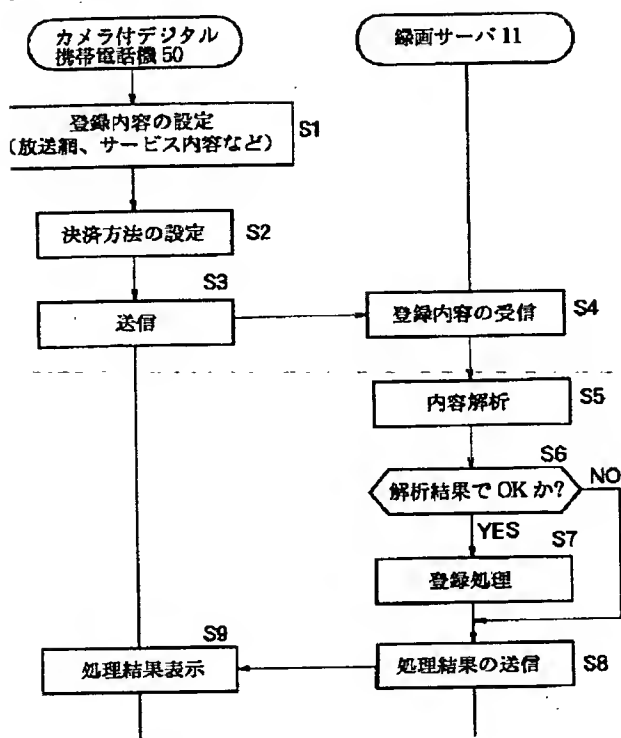 カメラ付デジタル
携帯電話機 50
録画サーバ 11
登録内容の設定
(放送網、サービス内容など)
S1
決済方法の設定
S2
S3
送信
登録内容の受信
S4
内容解析
S5
S6
解析結果で OK か?
NO
YES
S7
登録処理
S9
処理結果表示
処理結果の送信
S8